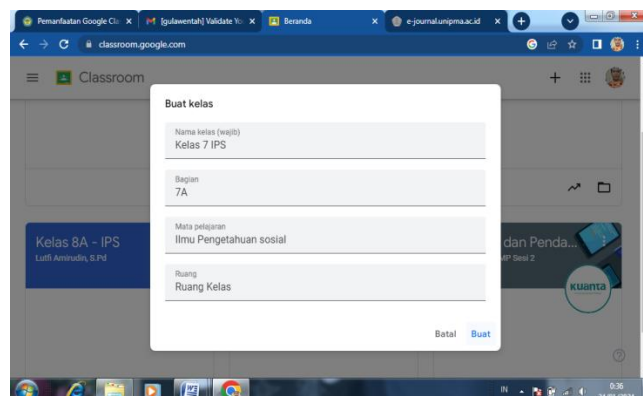 Pemanfaatan Google Cla
[gulawentah] Validate Yo
Beranda
e-journal.unipma.ac.id
classroom.google.com
Classroom
Buat kelas
Nama kelas (wajib)
Kelas 7 IPS
Bagian
7A
Mata pelajaran
Ilmu Pengetahuan sosial
Ruang
Ruang Kelas
Batal Buat
Kelas 8A - IPS
Lutfi Amirudin, S.Pd
dan Penda...
MP Sesi 2
KUANTA
IN
0:36